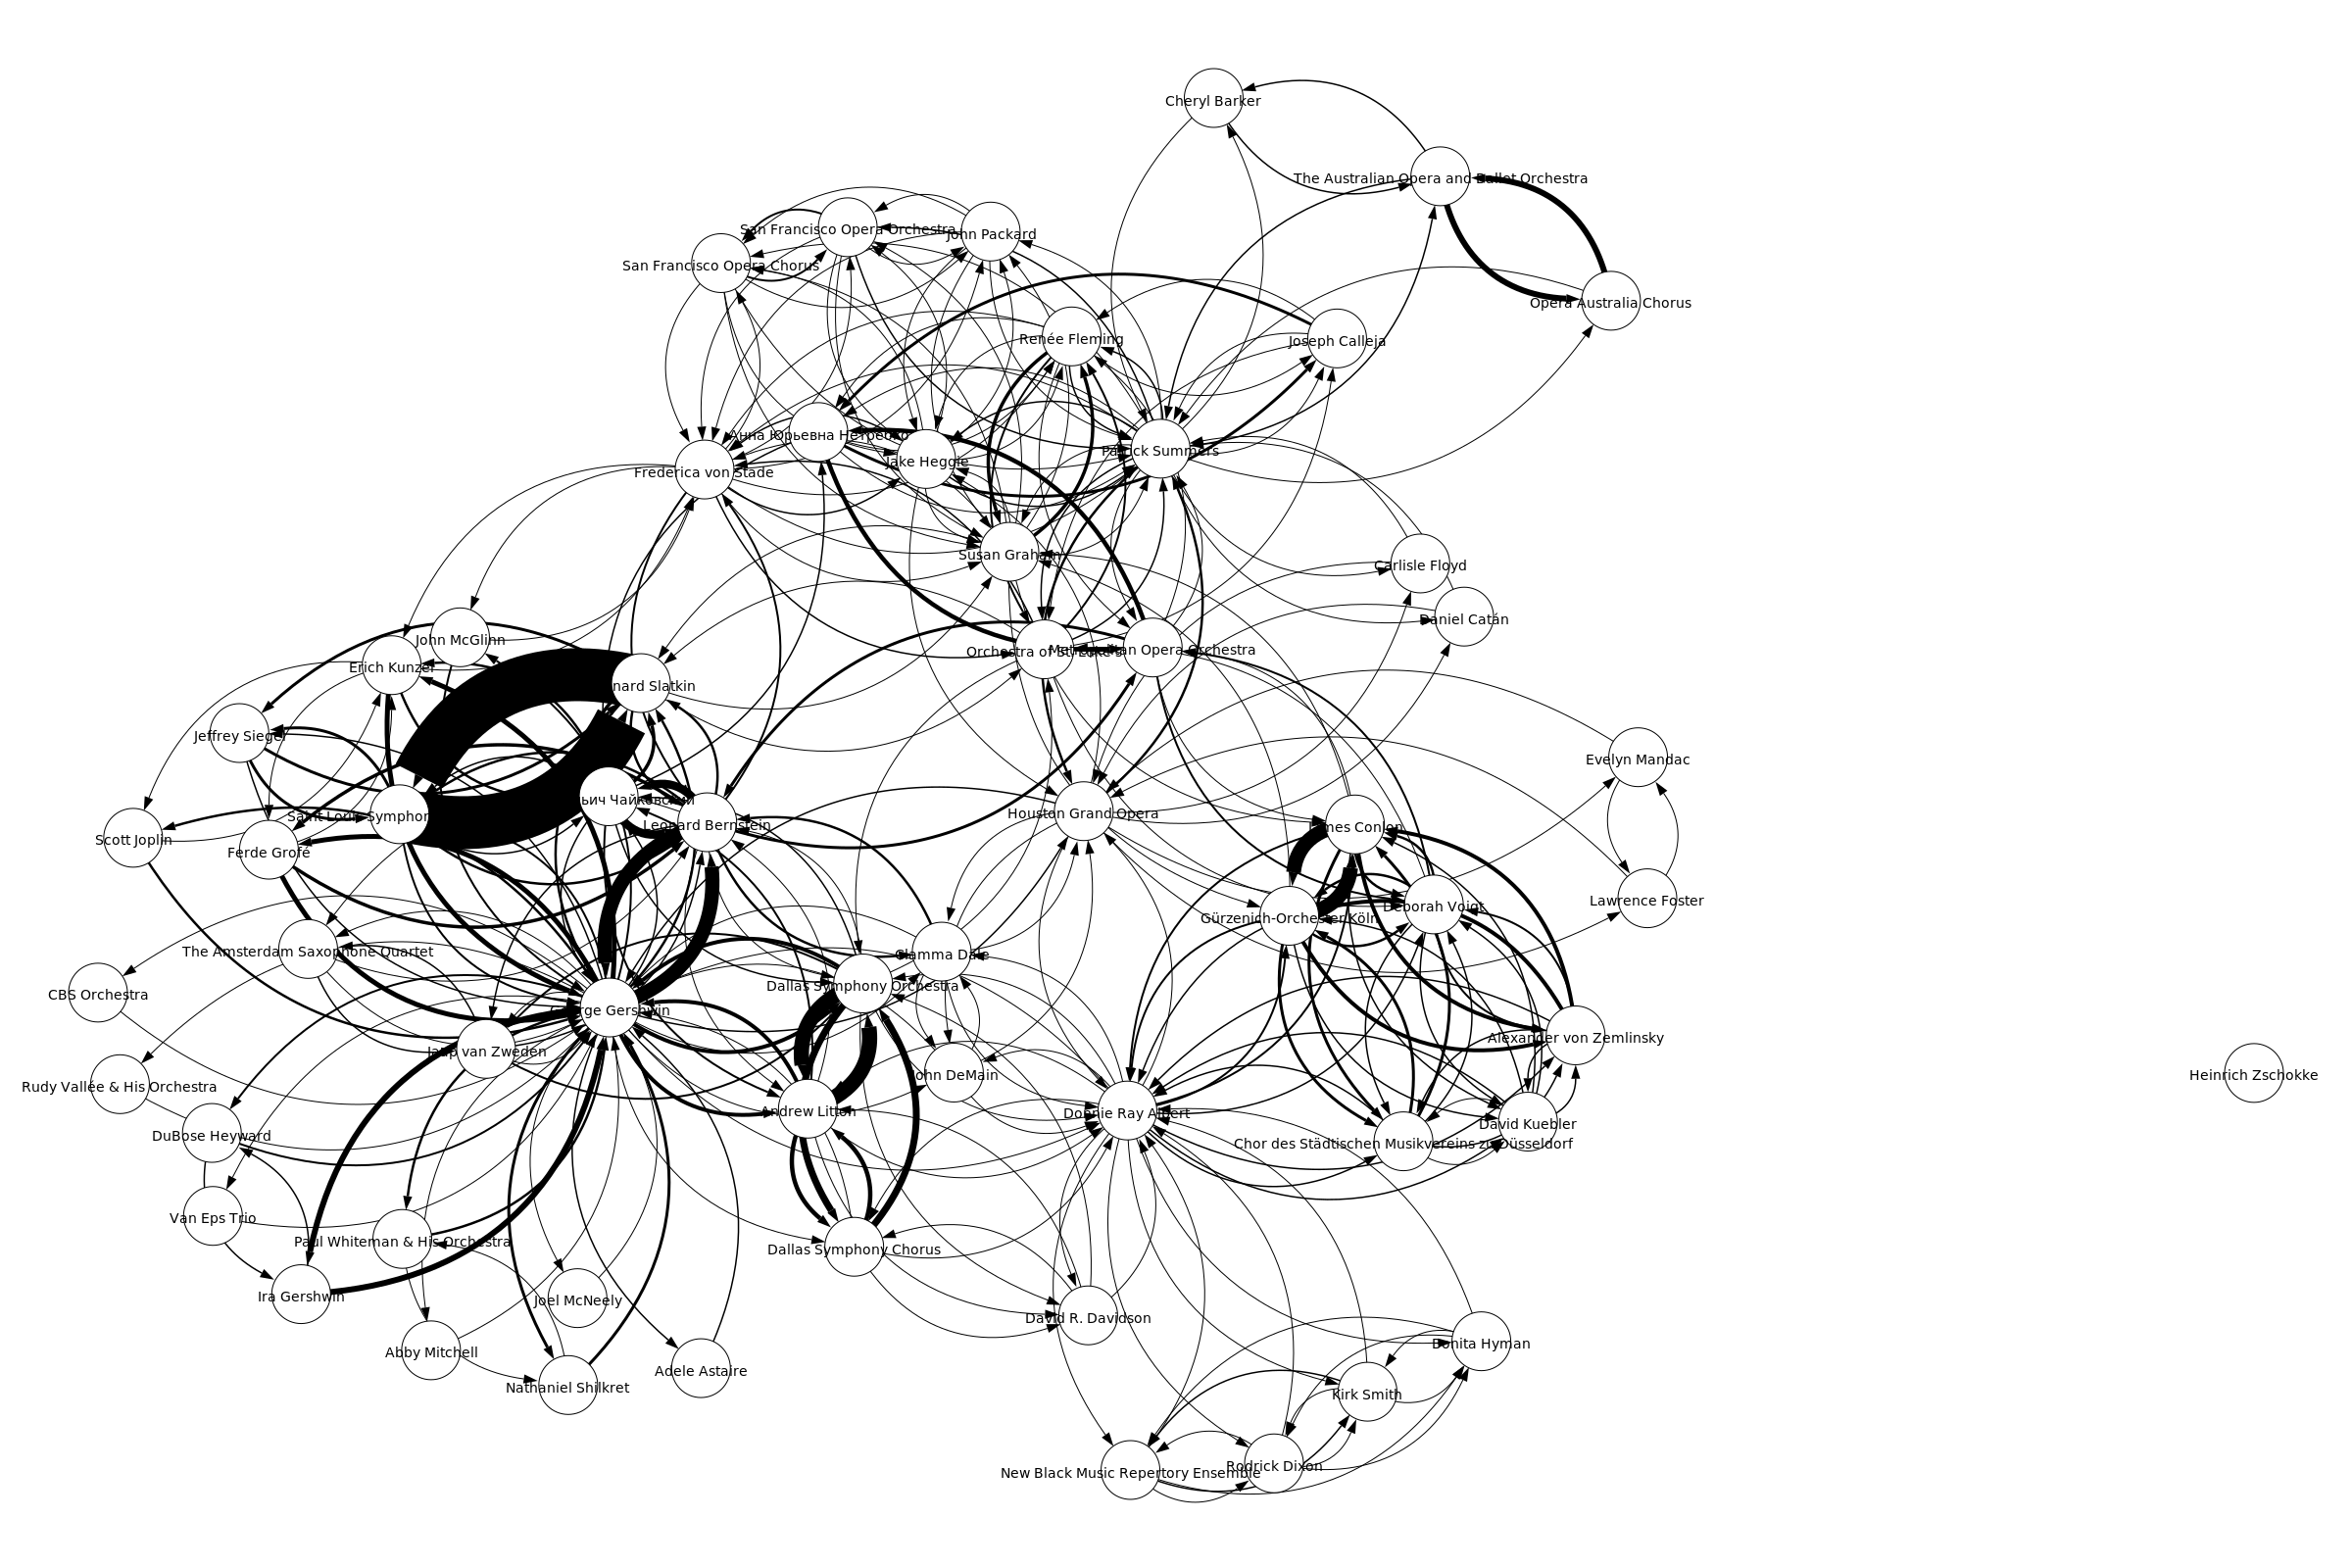 Cheryl Barker
The Australian Opera and Ballet Orchestra
San Francisco Opera Orchestra
John Packard
San Francisco Opera Chorus
Opera Australia Chorus
Renée Fleming
Joseph Calleja
Анна Юрьевна Нетребко
Patrick Summers
Jake Heggie
Frederica von Stade
Susan Graham
Carlisle Floyd
Daniel Catán
John McGlinn
Orchestra of St.
Opera Orchestra
Erich Kunzel
nard Slatkin
Jeffrey Siegel
Evelyn Mandac
ьич Чайковский
Houston Grand Opera
Saint Louis Symphon
Leonard Bernstein
James Conlon
Scott Joplin
Ferde Grofé
Lawrence Foster
Deborah Voigt
Gürzenich-Orchester Köln
The Amsterdam Saxophone Quartet
Clamma Dale
Dallas Symphony Orchestra
CBS Orchestra
George Gershwin
Alexander von Zemlinsky
Jaap van Zweden
John DeMain
Heinrich Zschokke
Rudy Vallée & His Orchestra
Andrew Litton
Donnie Ray Albert
David Kuebler
DuBose Heyward
Chor des Städtischen Musikvereins zu Düsseldorf
Van Eps Trio
Paul Whiteman & His Orchestra
Dallas Symphony Chorus
Ira Gershwin
Joel McNeely
David R. Davidson
Bonita Hyman
Abby Mitchell
Adele Astaire
Nathaniel Shilkret
Kirk Smith
Rodrick Dixon
New Black Music Repertory Ensemble